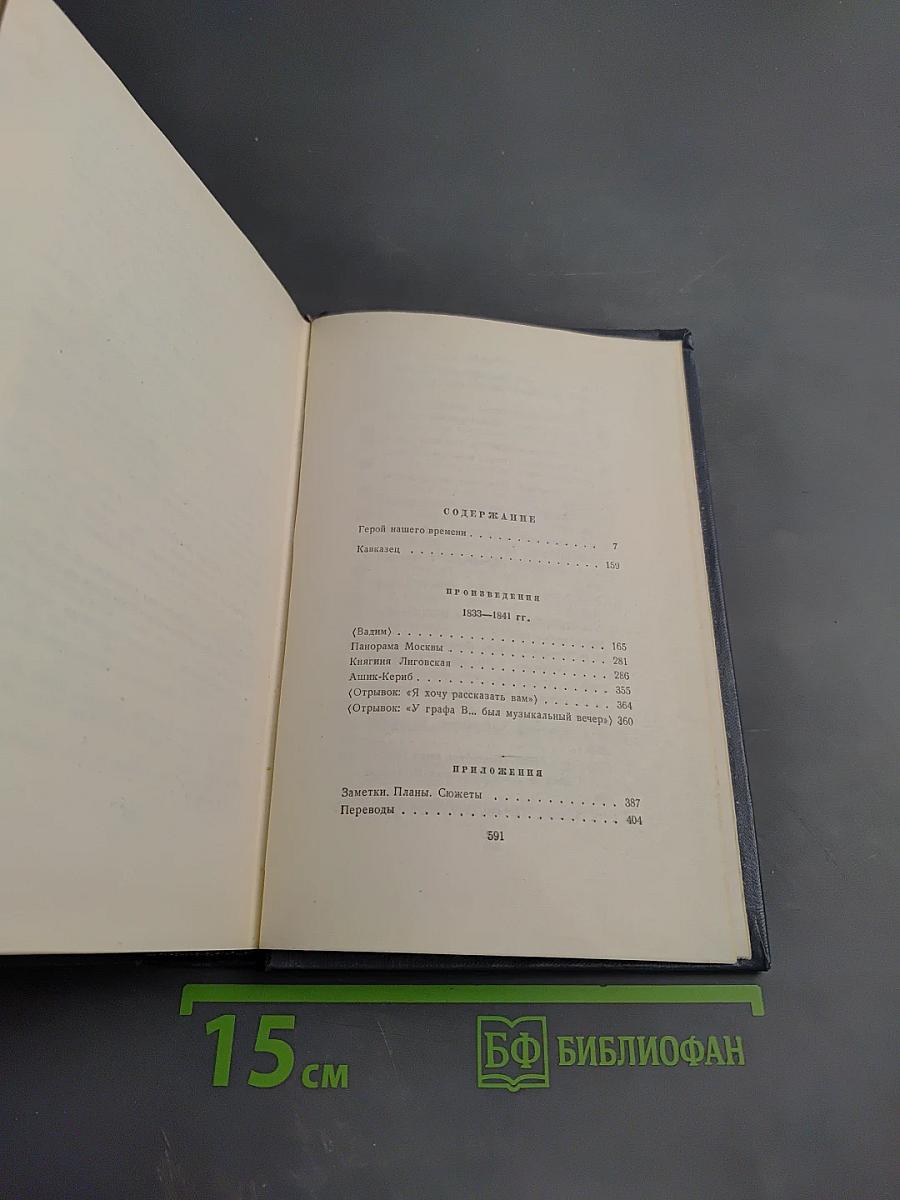 СОДЕРЖАНИЕ
Герой нашего времени . . . . . . . . . . . . . . 7
Кавказец . . . . . . . . . . . . . . . . . . . . . 159
ПРОИЗВЕДЕНИЯ
1833—1841 гг.
⟨Вадим⟩ . . . . . . . . . . . . . . . . . . . . . . 165
Панорама Москвы . . . . . . . . . . . . . . . . . 281
Княгиня Лиговская . . . . . . . . . . . . . . . . 286
Ашик-Кериб . . . . . . . . . . . . . . . . . . . . 355
⟨Отрывок: «Я хочу рассказать вам»⟩ . . . . . . . 364
⟨Отрывок: «У графа В... был музыкальный вечер»⟩ 360
ПРИЛОЖЕНИЯ
Заметки. Планы. Сюжеты . . . . . . . . . . . . . 387
Переводы . . . . . . . . . . . . . . . . . . . . . 404
591
15 см
БФ БИБЛИОФАН